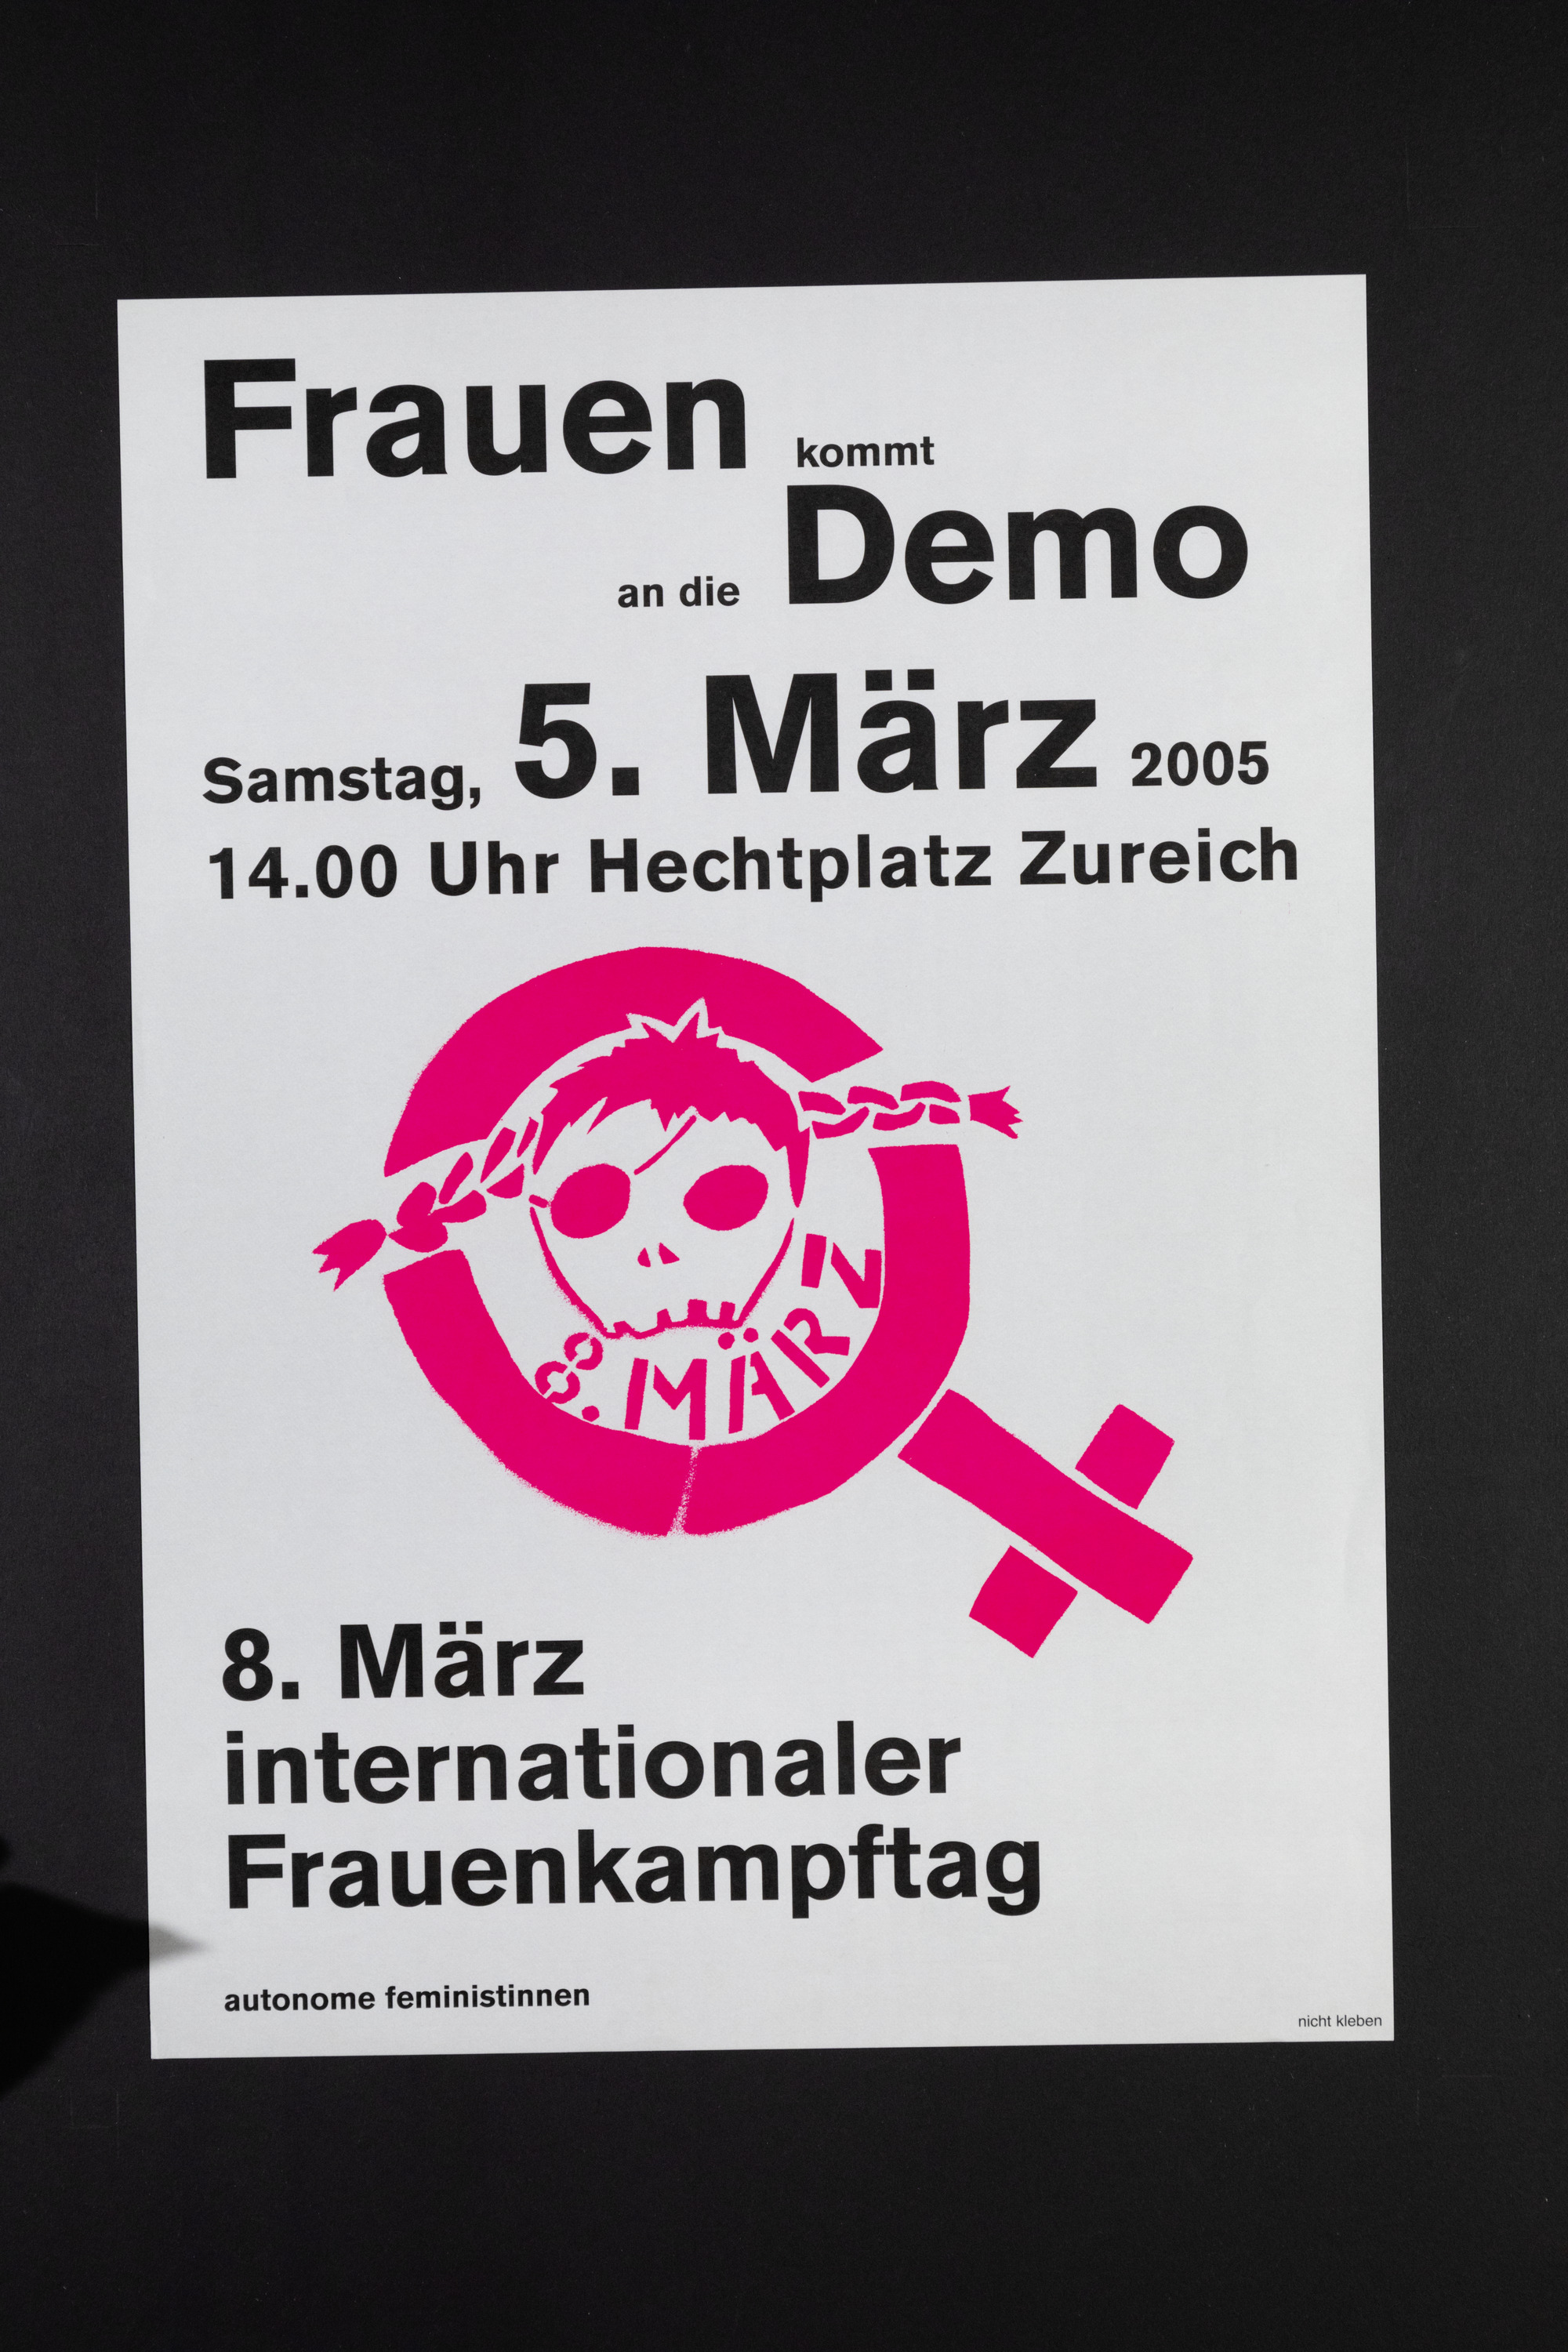 Frauen kommt
an die Demo
Samstag, 5. März 2005
14.00 Uhr Hechtplatz Zureich
8. MÄRZ
8. März
internationaler
Frauenkampftag
autonome feministinnen
nicht kleben